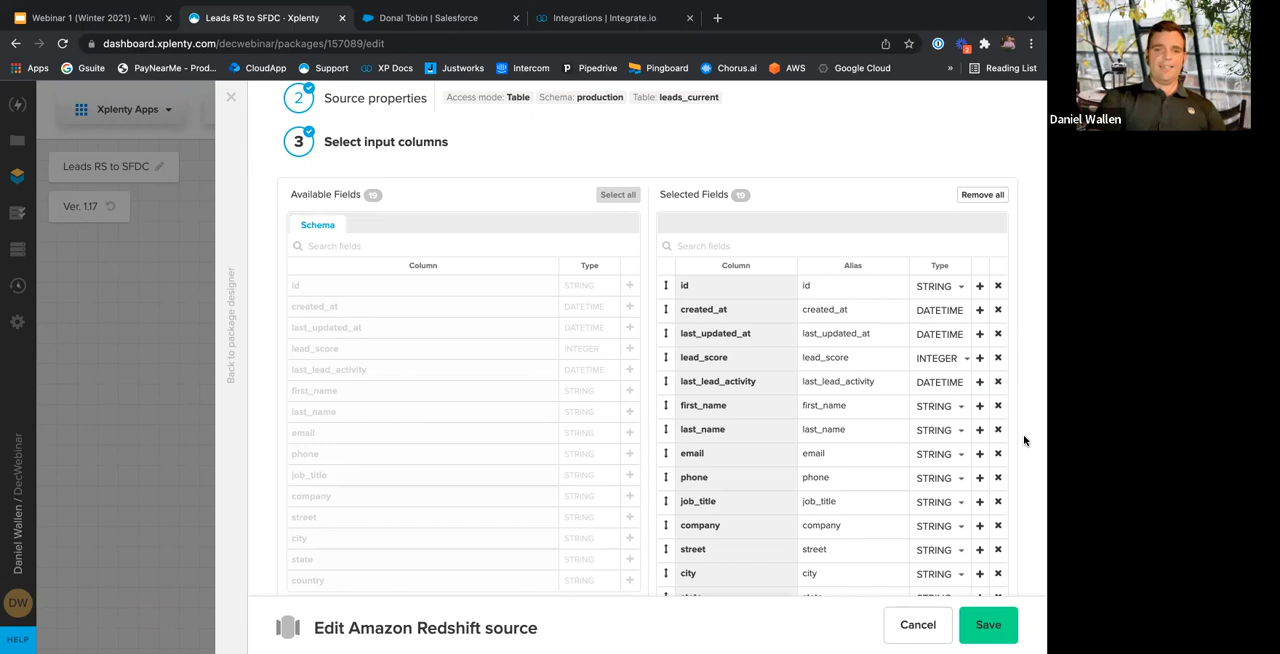 Webinar 1 (Winter 2021) - Win
Leads RS to SFDC · Xplenty
Donal Tobin | Salesforce
Integrations | Integrate.io
dashboard.xplenty.com/decwebinar/packages/157089/edit
2
Apps
Gsuite
PayNearMe - Prod...
CloudApp
Support
XP Docs
Justworks
Intercom
Pipedrive
Pingboard
Chorus.ai
AWS
Google Cloud
»
Reading List
Daniel Wallen
Xplenty Apps
Leads RS to SFDC
Ver. 1.17
Daniel Wallen / DecWebinar
DW
HELP
Back to package designer
2 Source properties Access mode: Table Schema: production Table: leads_current
3 Select input columns
Available Fields 19 Select all
Schema
Search fields
Column Type
id STRING
created_at DATETIME
last_updated_at DATETIME
lead_score INTEGER
last_lead_activity DATETIME
first_name STRING
last_name STRING
email STRING
phone STRING
job_title STRING
company STRING
street STRING
city STRING
state STRING
country STRING
Selected Fields 19 Remove all
Search fields
Column Alias Type
id id STRING
created_at created_at DATETIME
last_updated_at last_updated_at DATETIME
lead_score lead_score INTEGER
last_lead_activity last_lead_activity DATETIME
first_name first_name STRING
last_name last_name STRING
email email STRING
phone phone STRING
job_title job_title STRING
company company STRING
street street STRING
city city STRING
Edit Amazon Redshift source
Cancel
Save